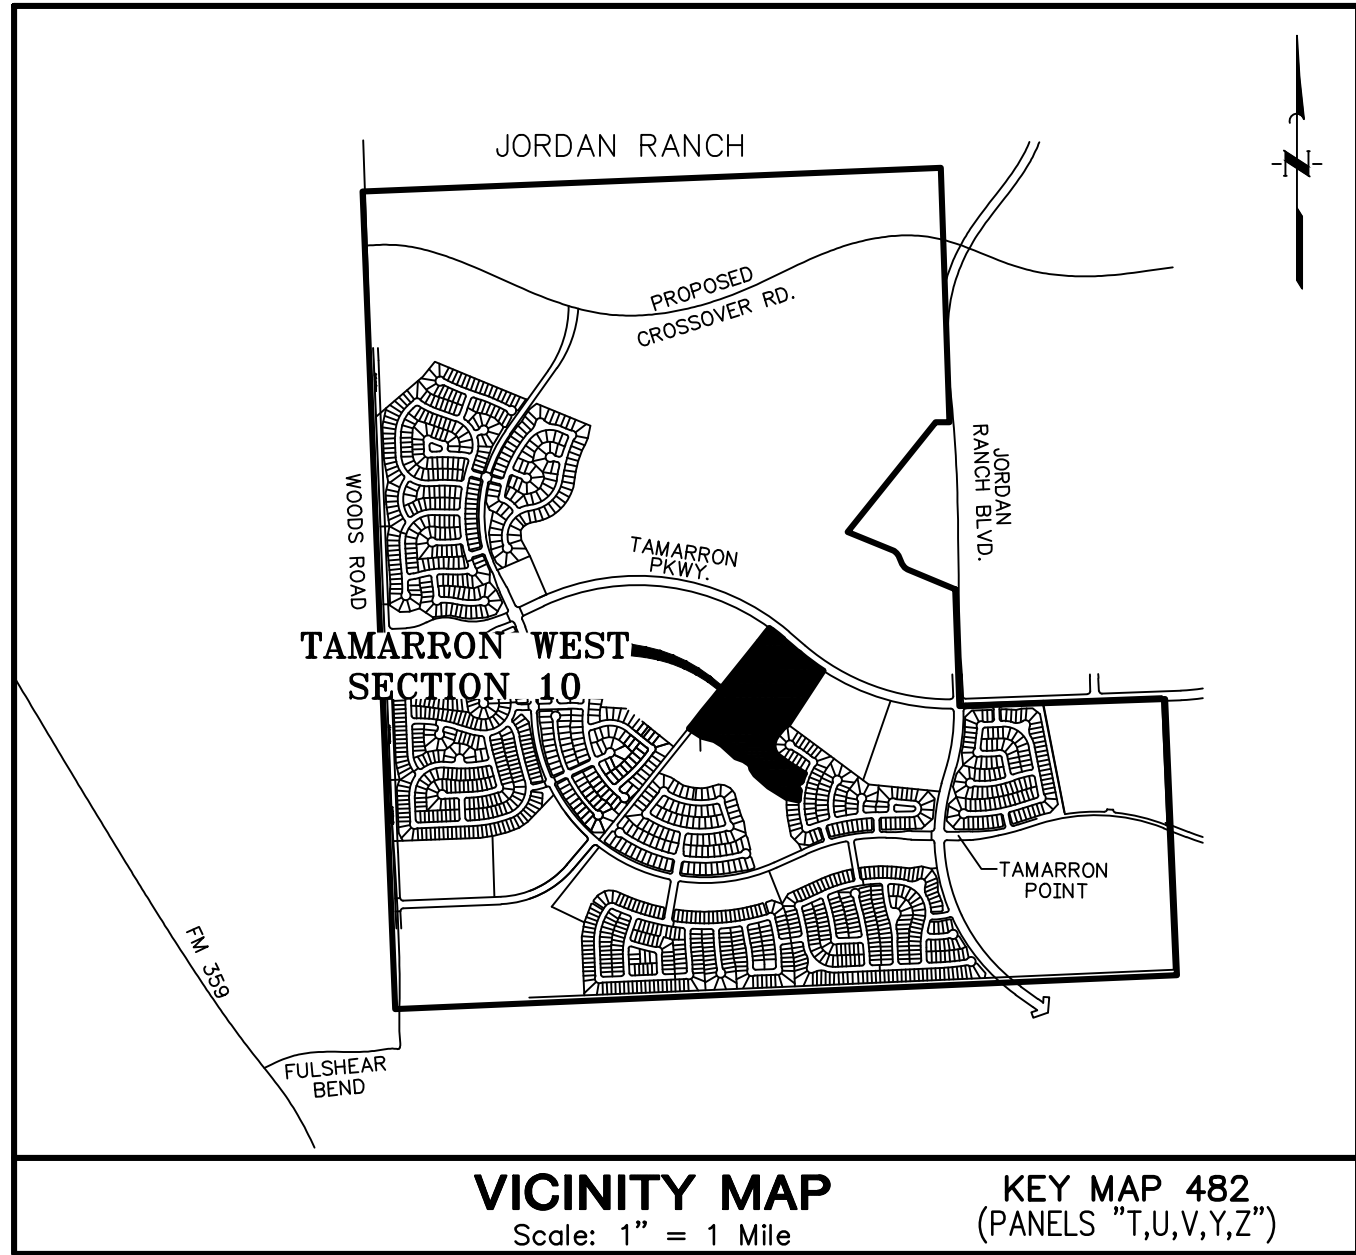 JORDAN RANCH
N
PROPOSED
CROSSOVER RD.
JORDAN
RANCH BLVD.
WOODS ROAD
TAMARRON
PKWY.
TAMARRON WEST
SECTION 10
TAMARRON
POINT
FM 359
FULSHEAR
BEND
VICINITY MAP
Scale: 1" = 1 Mile
KEY MAP 482
(PANELS "T,U,V,Y,Z")